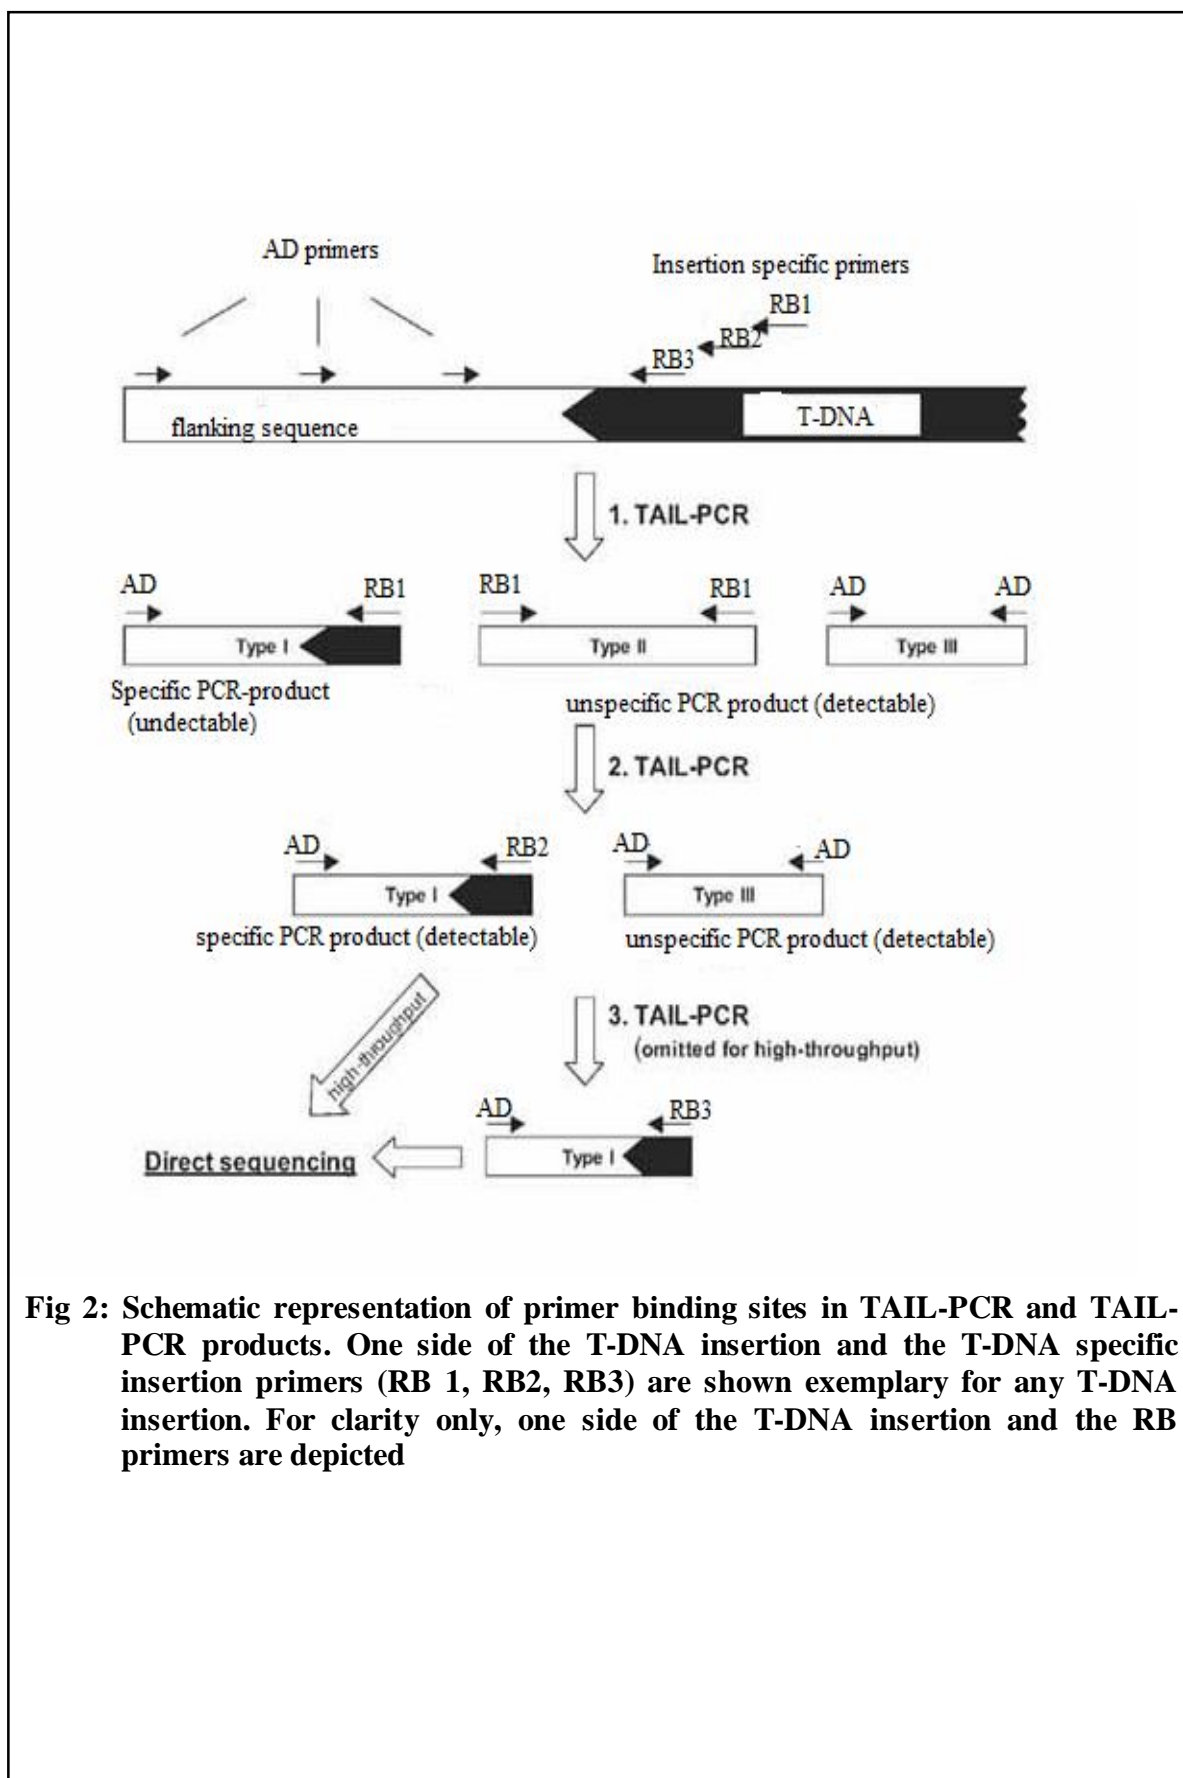 AD primers
Insertion specific primers
RB1
RB2
RB3
flanking sequence
T-DNA
1. TAIL-PCR
AD
RB1
RB1
RB1
AD
AD
Type I
Type II
Type III
Specific PCR-product
(undectable)
unspecific PCR product (detectable)
2. TAIL-PCR
AD
RB2
AD
AD
Type I
Type III
specific PCR product (detectable)
unspecific PCR product (detectable)
high-throughput
3. TAIL-PCR
(omitted for high-throughput)
AD
RB3
Direct sequencing
Type I
Fig 2: Schematic representation of primer binding sites in TAIL-PCR and TAIL-
PCR products. One side of the T-DNA insertion and the T-DNA specific
insertion primers (RB 1, RB2, RB3) are shown exemplary for any T-DNA
insertion. For clarity only, one side of the T-DNA insertion and the RB
primers are depicted